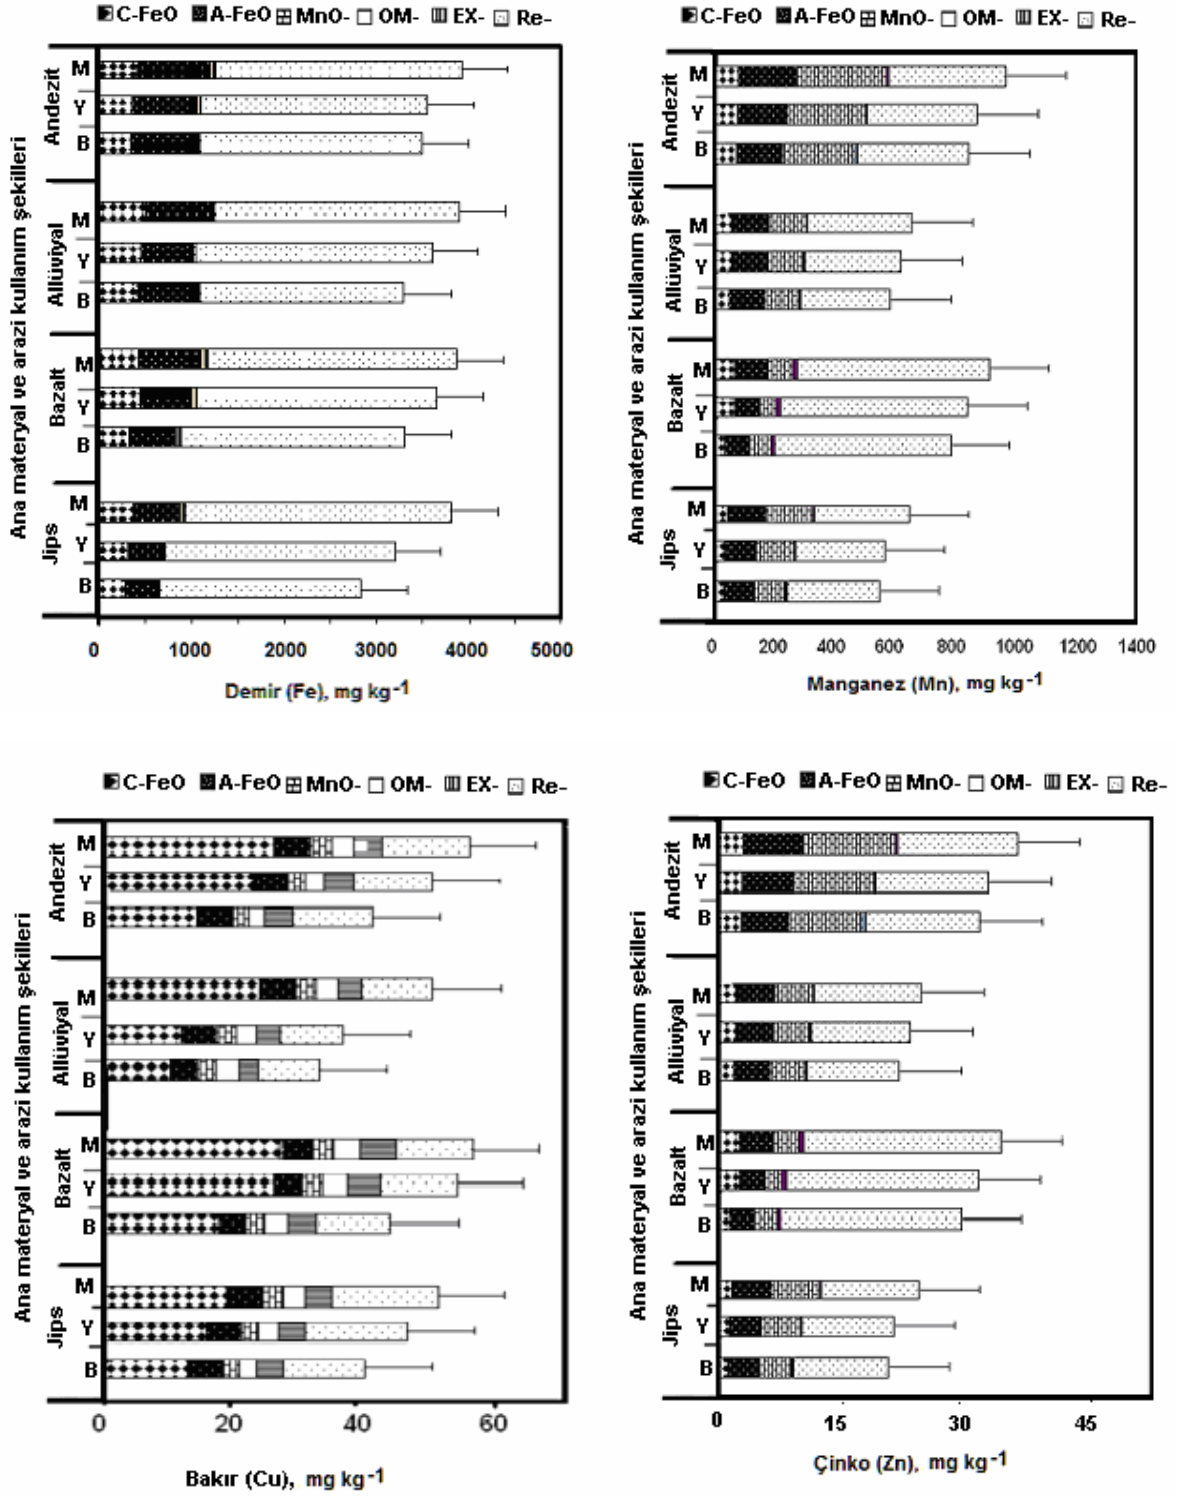 C-FeO A-FeO MnO- OM- EX- Re-
Ana materyal ve arazi kullanım şekilleri
Andezit
M
Y
B
Allüviyal
M
Y
B
Bazalt
M
Y
B
Jips
M
Y
B
0 1000 2000 3000 4000 5000
Demir (Fe), mg kg-1
C-FeO A-FeO MnO- OM- EX- Re-
Ana materyal ve arazi kullanım şekilleri
Andezit
M
Y
B
Allüviyal
M
Y
B
Bazalt
M
Y
B
Jips
M
Y
B
0 200 400 600 800 1000 1200 1400
Manganez (Mn), mg kg-1
C-FeO A-FeO MnO- OM- EX- Re-
Ana materyal ve arazi kullanım şekilleri
Andezit
M
Y
B
Allüviyal
M
Y
B
Bazalt
M
Y
B
Jips
M
Y
B
0 20 40 60
Bakır (Cu), mg kg-1
C-FeO A-FeO MnO- OM- EX- Re-
Ana materyal ve arazi kullanım şekilleri
Andezit
M
Y
B
Allüviyal
M
Y
B
Bazalt
M
Y
B
Jips
M
Y
B
0 15 30 45
Çinko (Zn), mg kg-1